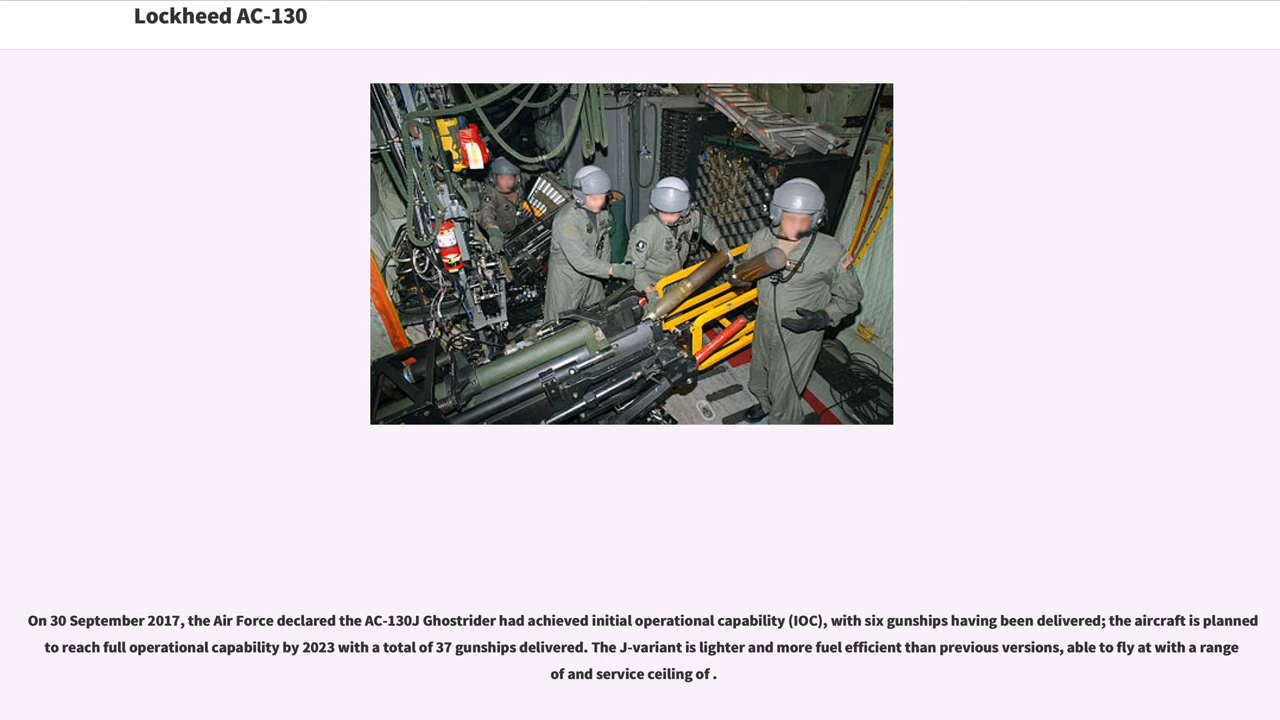 Lockheed AC-130
On 30 September 2017, the Air Force declared the AC-130J Ghostrider had achieved initial operational capability (IOC), with six gunships having been delivered; the aircraft is planned
to reach full operational capability by 2023 with a total of 37 gunships delivered. The J-variant is lighter and more fuel efficient than previous versions, able to fly at with a range
of and service ceiling of .